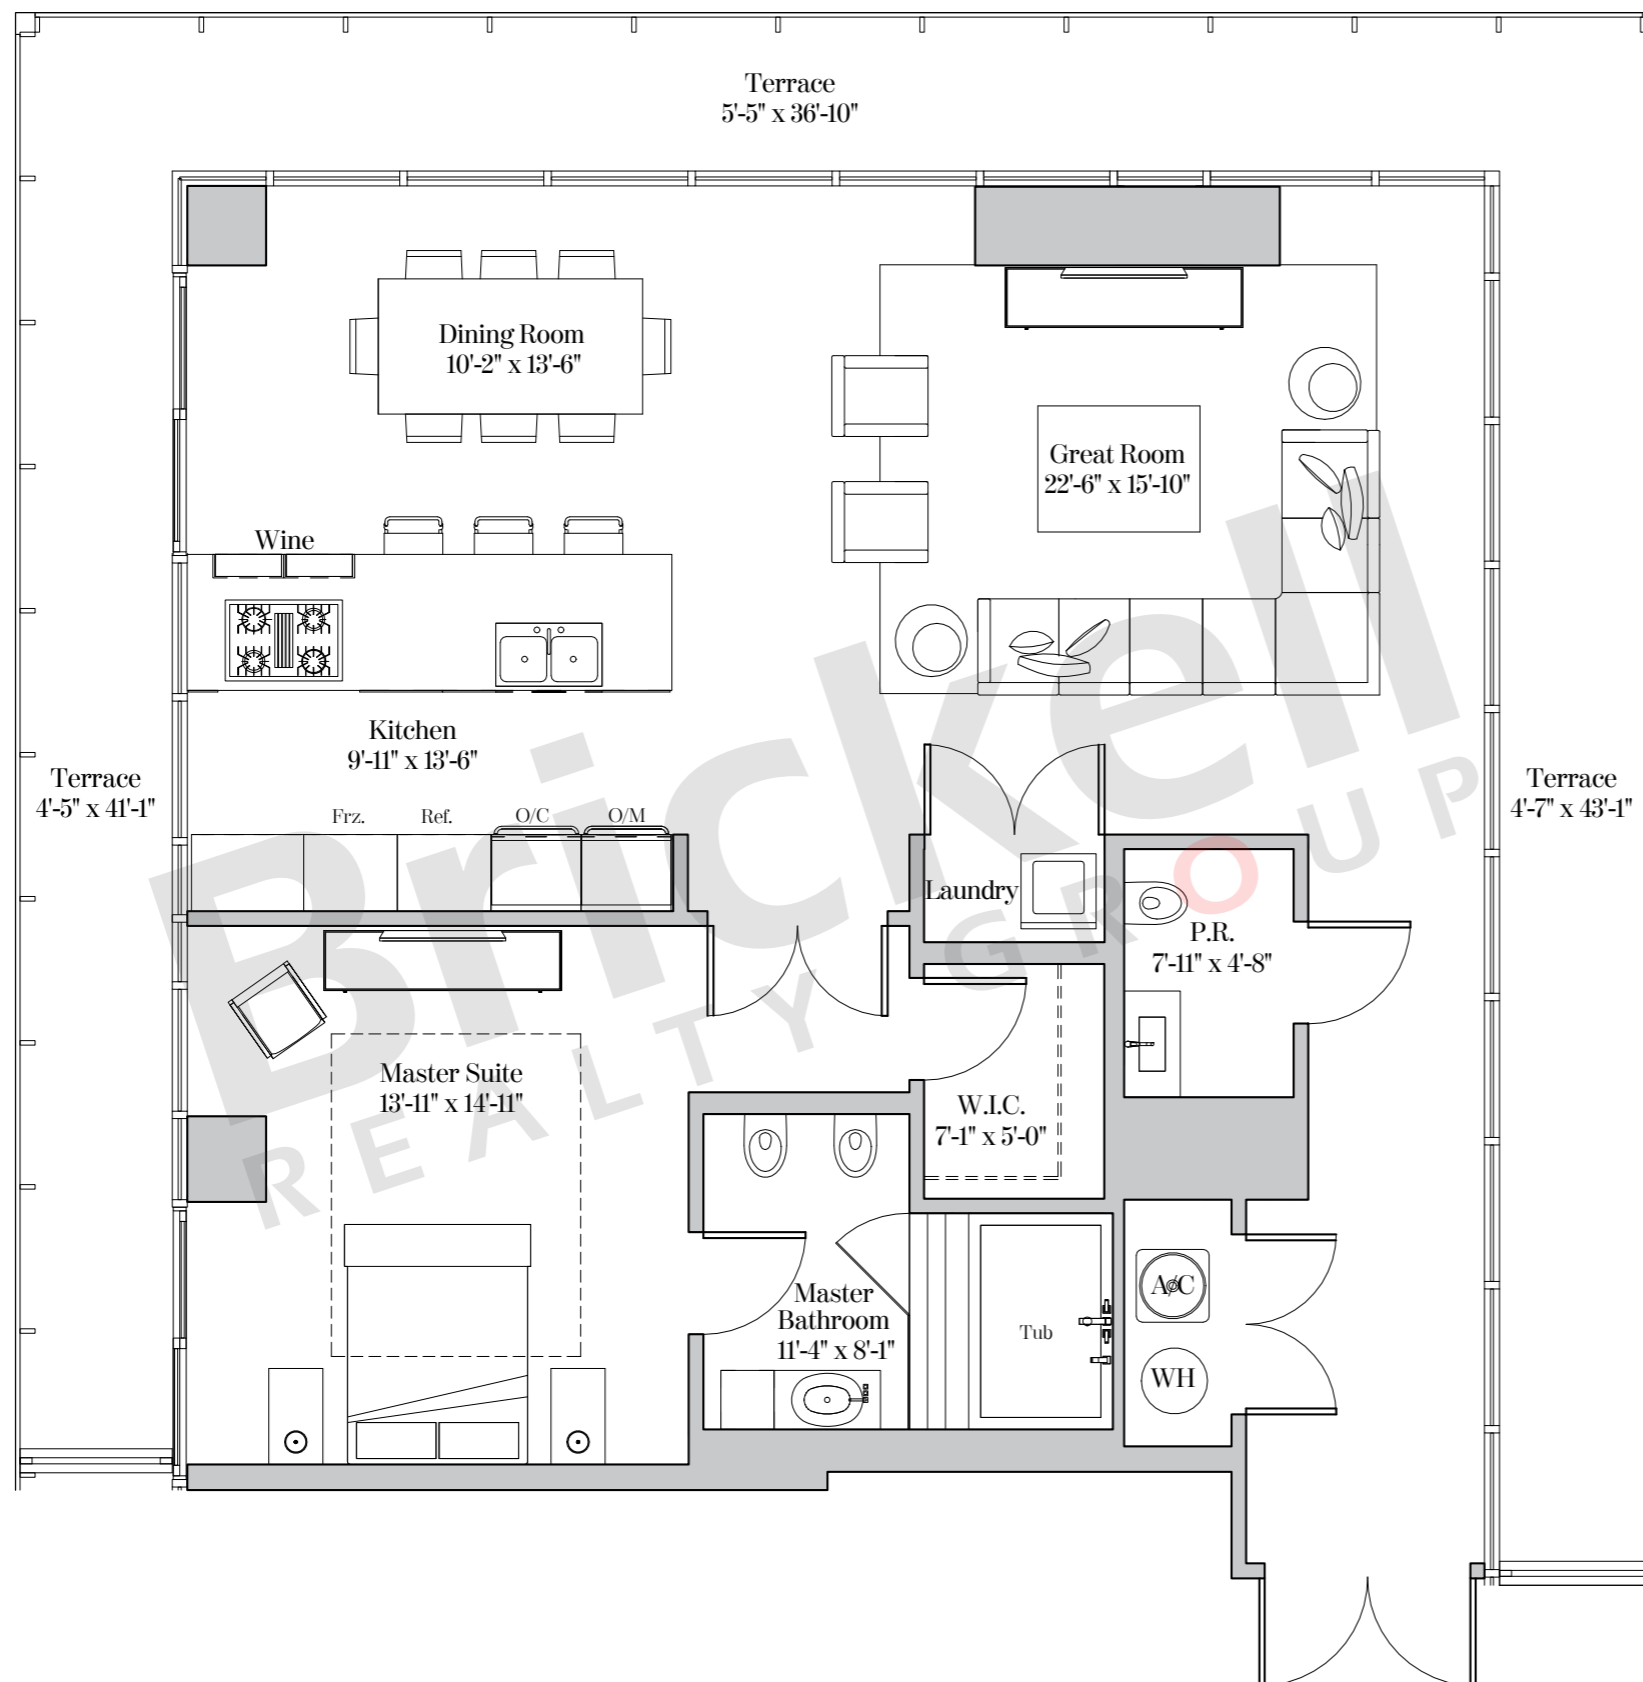 Terrace
5'-5" x 36'-10"
Dining Room
10'-2" x 13'-6"
Great Room
22'-6" x 15'-10"
Wine
Kitchen
9'-11" x 13'-6"
Terrace
4'-5" x 41'-1"
Terrace
4'-7" x 43'-1"
Frz.
Ref.
O/C
O/M
Laundry
P.R.
7'-11" x 4'-8"
Master Suite
13'-11" x 14'-11"
W.I.C.
7'-1" x 5'-0"
Master
Bathroom
11'-4" x 8'-1"
Tub
A/C
WH
Brickell
REALTY GROUP